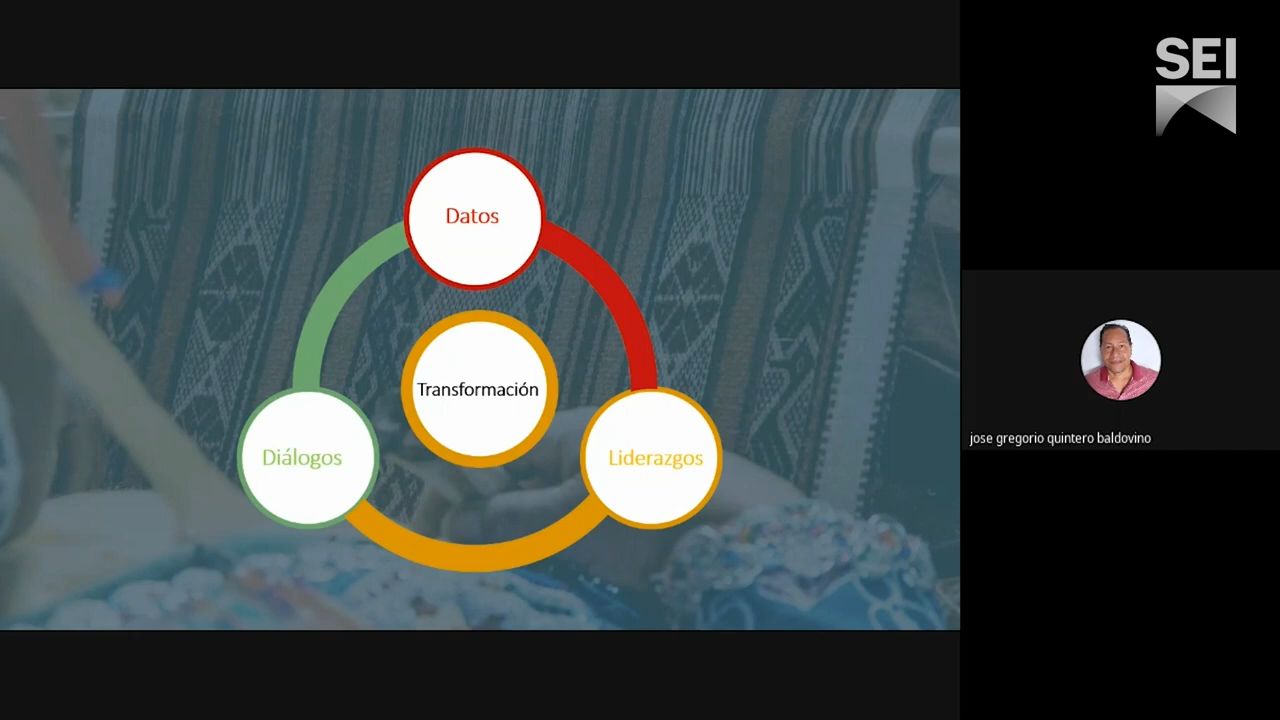 SEI
Datos
Transformación
Diálogos
Liderazgos
jose gregorio quintero baldovino